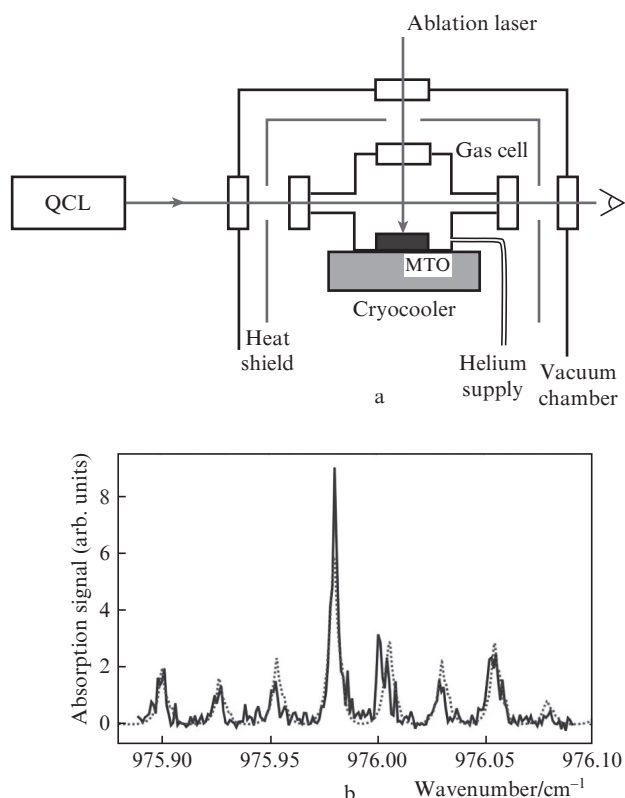 Ablation laser
Gas cell
QCL
MTO
Cryocooler
Heat
shield
Helium
supply
Vacuum
chamber
a
Absorption signal (arb. units)
8
6
4
2
0
975.90 975.95 976.00 976.05 976.10
b Wavenumber/cm⁻¹